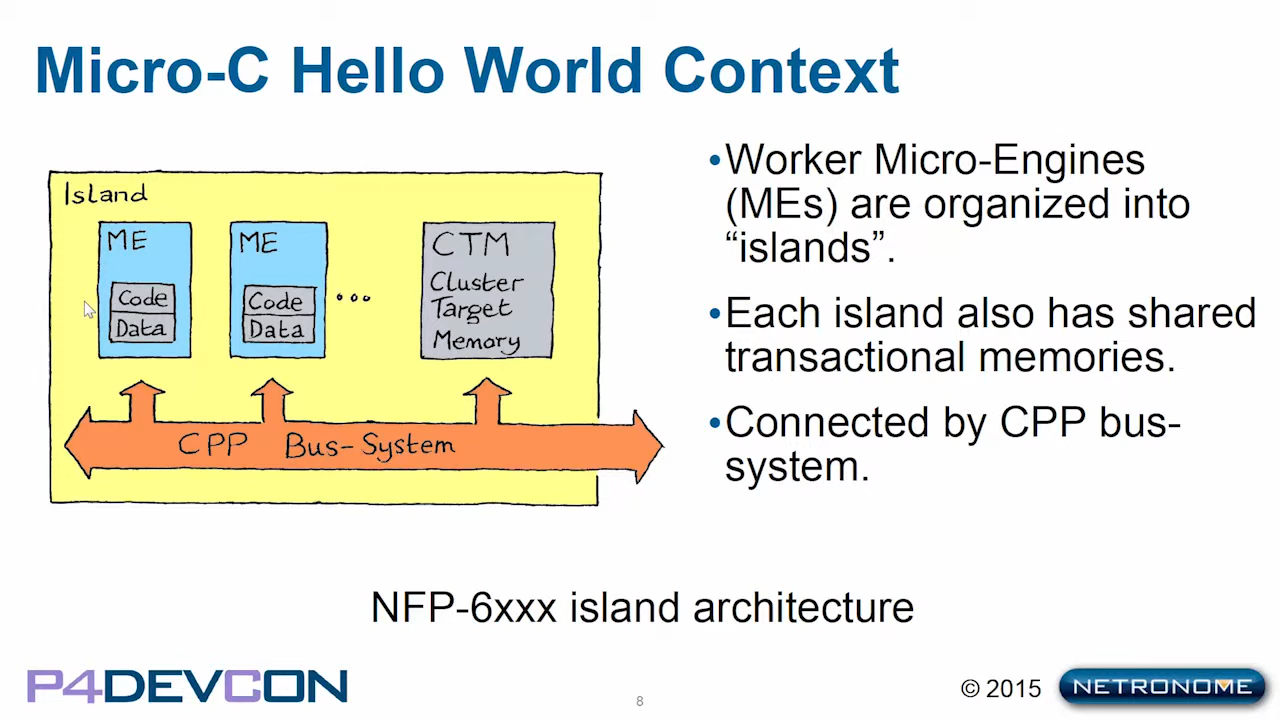 Micro-C Hello World Context
Island
ME
Code
Data
ME
Code
Data
...
CTM
Cluster
Target
Memory
CPP Bus-System
•Worker Micro-Engines
(MEs) are organized into
“islands”.
•Each island also has shared
transactional memories.
•Connected by CPP bus-
system.
NFP-6xxx island architecture
P4DEVCON
8
© 2015
NETRONOME